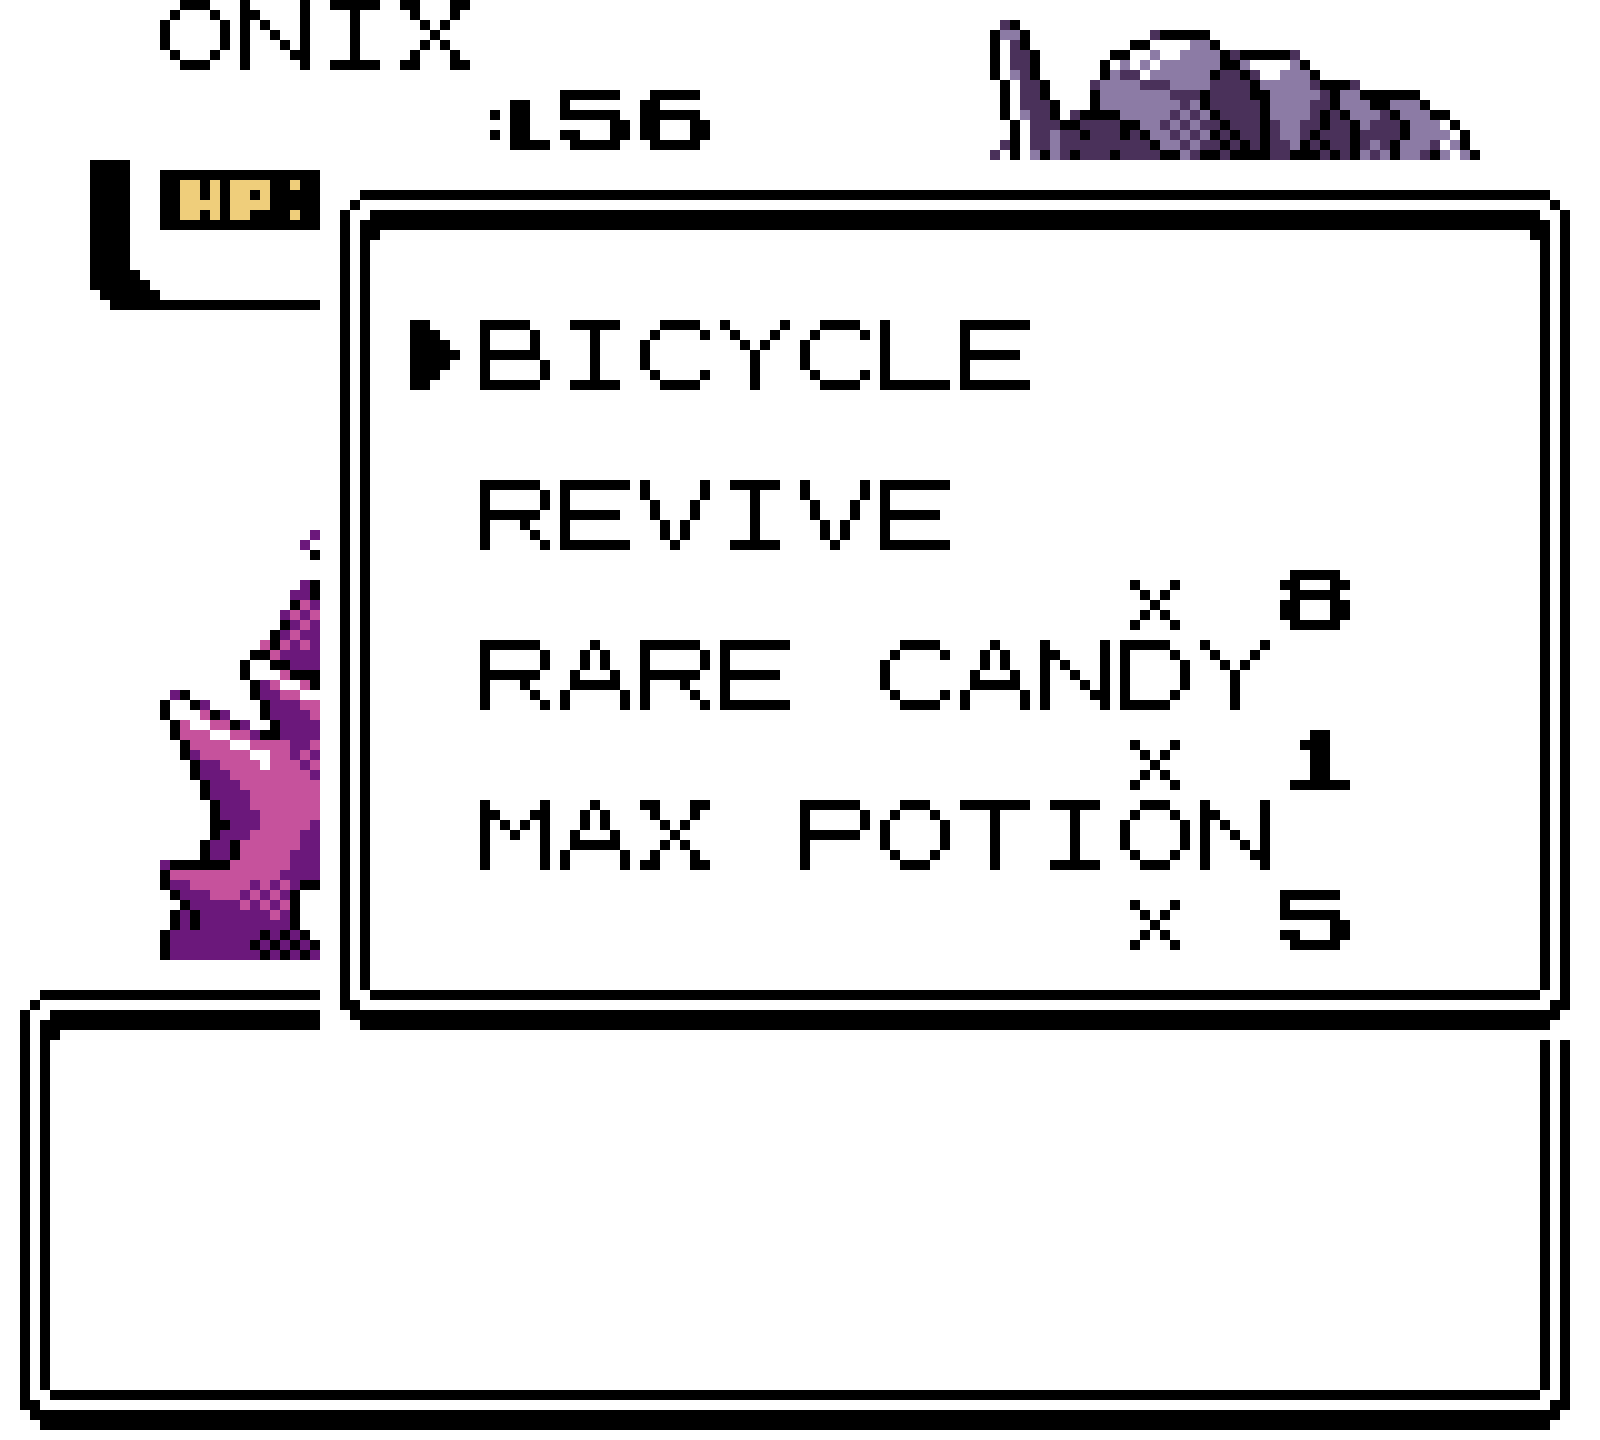 ONIX
:L56
HP:
▶BICYCLE
REVIVE
× 8
RARE CANDY
× 1
MAX POTION
× 5